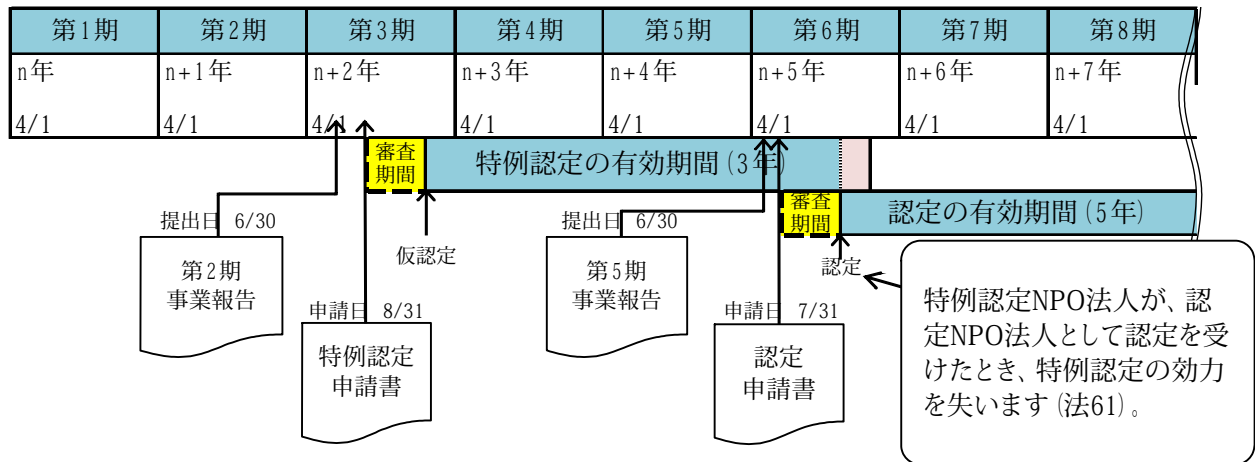 第1期 第2期 第3期 第4期 第5期 第6期 第7期 第8期
n年 n+1年 n+2年 n+3年 n+4年 n+5年 n+6年 n+7年
4/1 4/1 4/1 4/1 4/1 4/1 4/1 4/1
審査
期間
特例認定の有効期間(3年)
審査
期間
認定の有効期間(5年)
提出日 6/30
第2期
事業報告
仮認定
申請日 8/31
特例認定
申請書
提出日 6/30
第5期
事業報告
認定
申請日 7/31
認定
申請書
特例認定NPO法人が、認
定NPO法人として認定を受
けたとき、特例認定の効力
を失います(法61)。